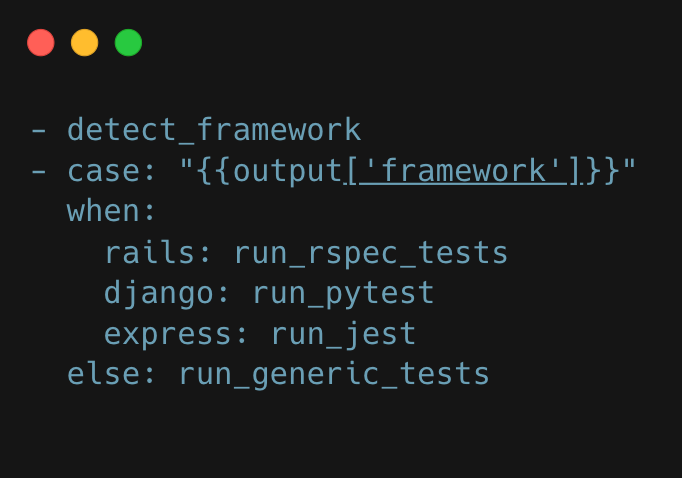 - detect_framework
- case: "{{output['framework']}}"
  when:
    rails: run_rspec_tests
    django: run_pytest
    express: run_jest
  else: run_generic_tests